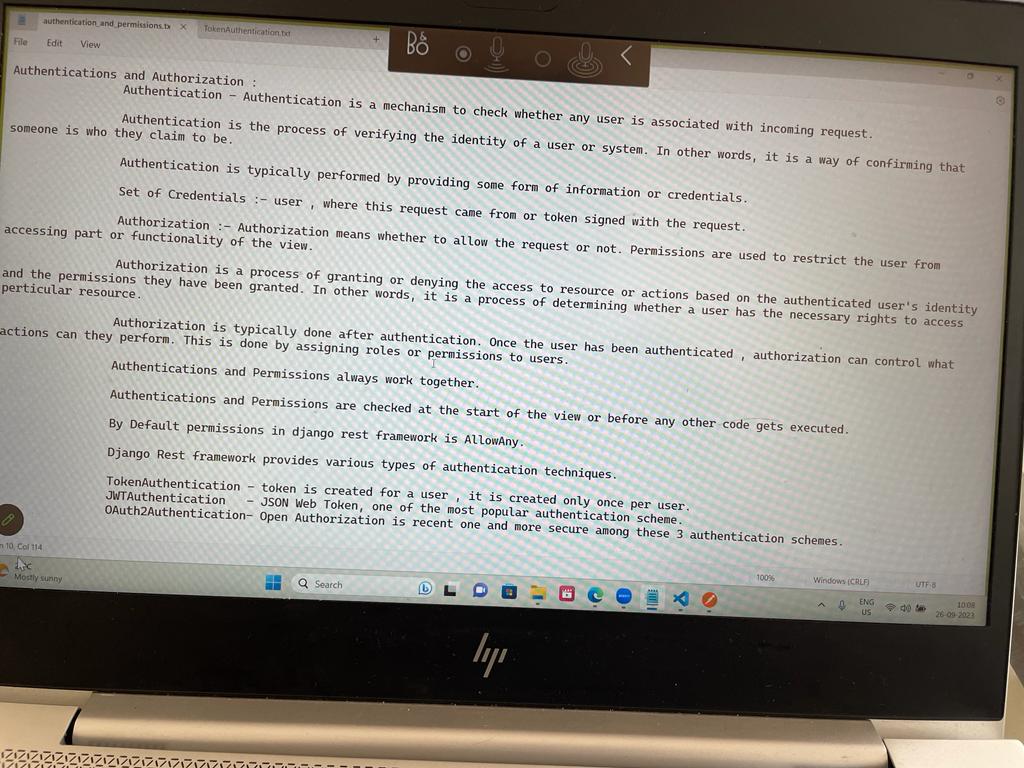 authentication_and_permissions.tx
TokenAuthentication.txt
File Edit View
B&O
Authentications and Authorization :
Authentication – Authentication is a mechanism to check whether any user is associated with incoming request.
Authentication is the process of verifying the identity of a user or system. In other words, it is a way of confirming that
someone is who they claim to be.
Authentication is typically performed by providing some form of information or credentials.
Set of Credentials :– user , where this request came from or token signed with the request.
Authorization :– Authorization means whether to allow the request or not. Permissions are used to restrict the user from
accessing part or functionality of the view.
Authorization is a process of granting or denying the access to resource or actions based on the authenticated user's identity
and the permissions they have been granted. In other words, it is a process of determining whether a user has the necessary rights to access
perticular resource.
Authorization is typically done after authentication. Once the user has been authenticated , authorization can control what
actions can they perform. This is done by assigning roles or permissions to users.
Authentications and Permissions always work together.
Authentications and Permissions are checked at the start of the view or before any other code gets executed.
By Default permissions in django rest framework is AllowAny.
Django Rest framework provides various types of authentication techniques.
TokenAuthentication – token is created for a user , it is created only once per user.
JWTAuthentication – JSON Web Token, one of the most popular authentication scheme.
OAuth2Authentication– Open Authorization is recent one and more secure among these 3 authentication schemes.
n 10, Col 114
100%
Windows (CRLF)
UTF-8
Mostly sunny
Search
ENG
US
10:08
26-09-2023
hp